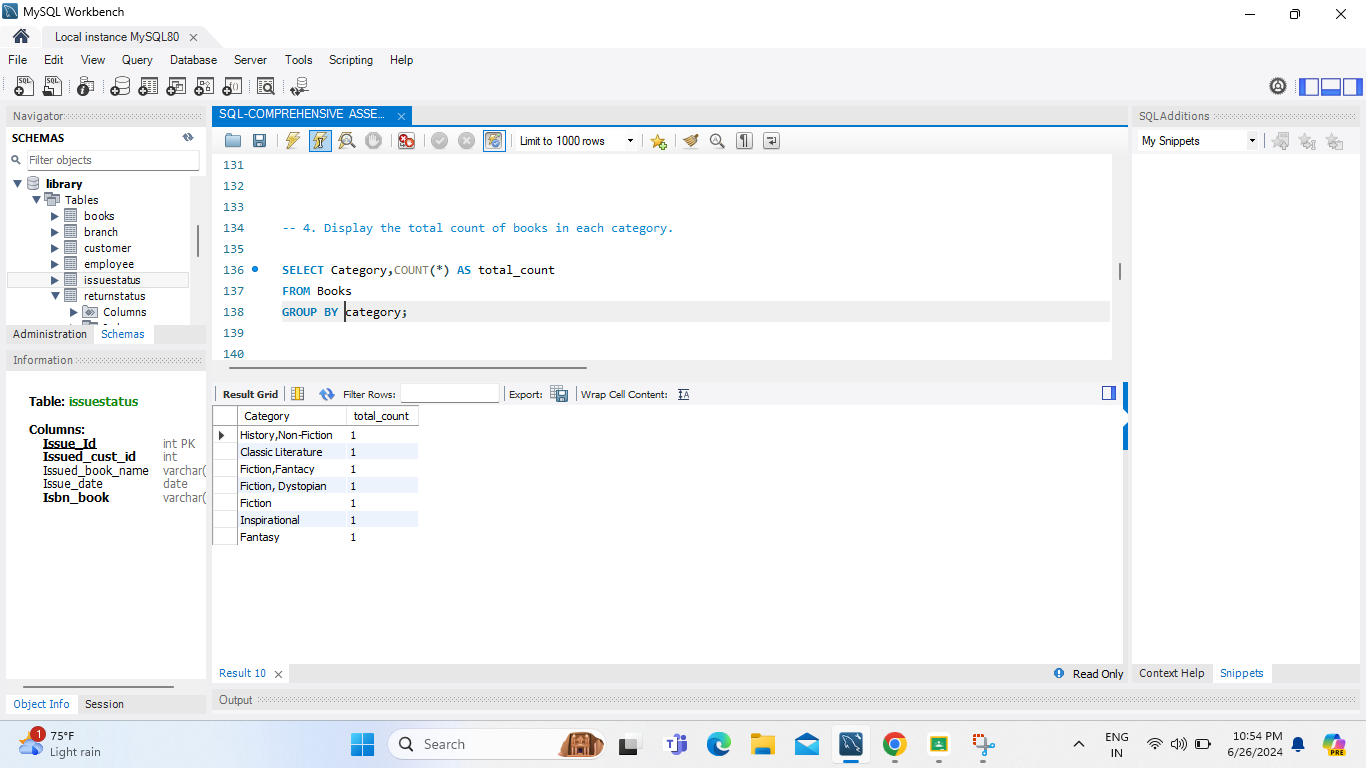 MySQL Workbench
Local instance MySQL80
File Edit View Query Database Server Tools Scripting Help
Navigator
SCHEMAS
Filter objects
library
Tables
books
branch
customer
employee
issuestatus
returnstatus
Columns
Administration Schemas
Information
Table: issuestatus
Columns:
Issue_Id int PK
Issued_cust_id int
Issued_book_name varchar(
Issue_date date
Isbn_book varchar(
Object Info Session
SQL-COMPREHENSIVE ASSE...
Limit to 1000 rows
131
132
133
134 -- 4. Display the total count of books in each category.
135
136 SELECT Category,COUNT(*) AS total_count
137 FROM Books
138 GROUP BY category;
139
140
Result Grid Filter Rows: Export: Wrap Cell Content:
Category total_count
History,Non-Fiction 1
Classic Literature 1
Fiction,Fantacy 1
Fiction, Dystopian 1
Fiction 1
Inspirational 1
Fantasy 1
Result 10
Read Only
Output
SQLAdditions
My Snippets
Context Help Snippets
1
75°F
Light rain
Search
ENG
IN
10:54 PM
6/26/2024
PRE